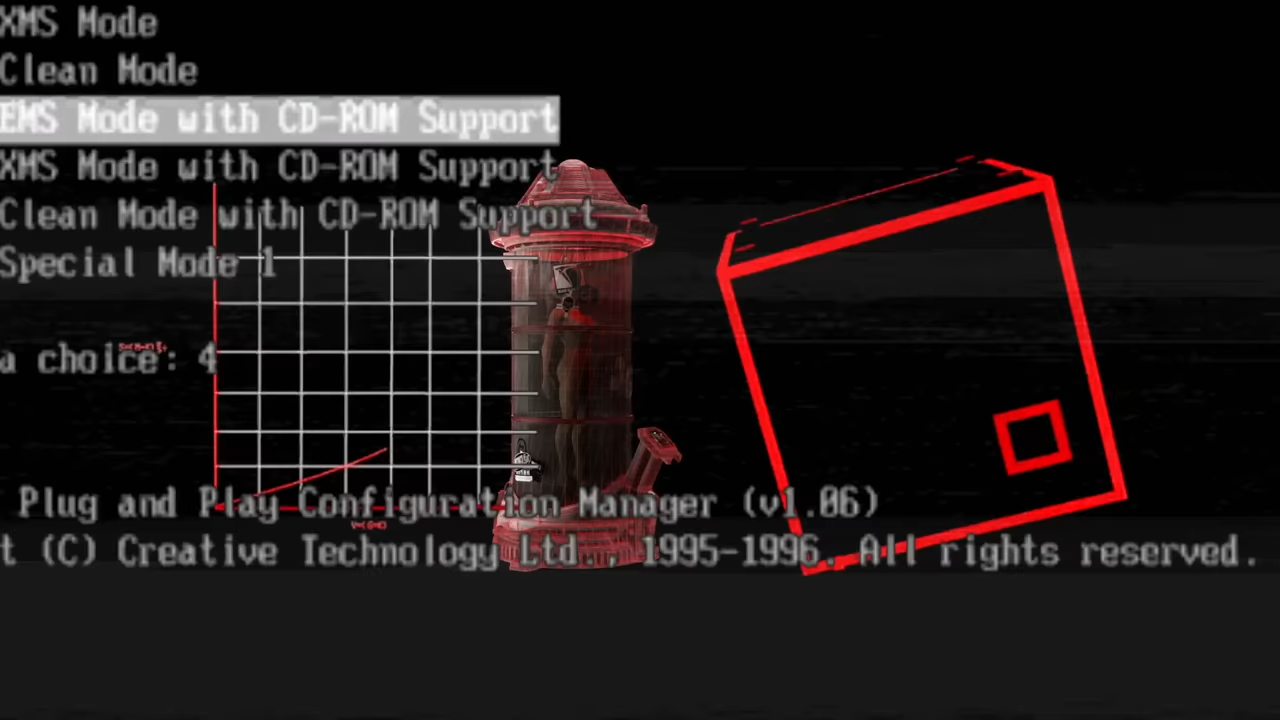 XMS Mode
Clean Mode
EMS Mode with CD-ROM Support
XMS Mode with CD-ROM Support
Clean Mode with CD-ROM Support
Special Mode 1
a choice: 4
Plug and Play Configuration Manager (v1.06)
t (C) Creative Technology Ltd., 1995-1996. All rights reserved.